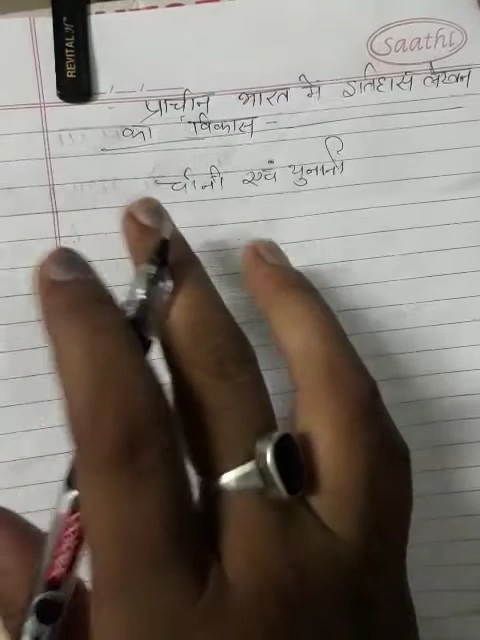 REVITAL H
saathi
प्राचीन भारत मे इतिहास लेखन
का विकास -
चीनी एवं युनानी